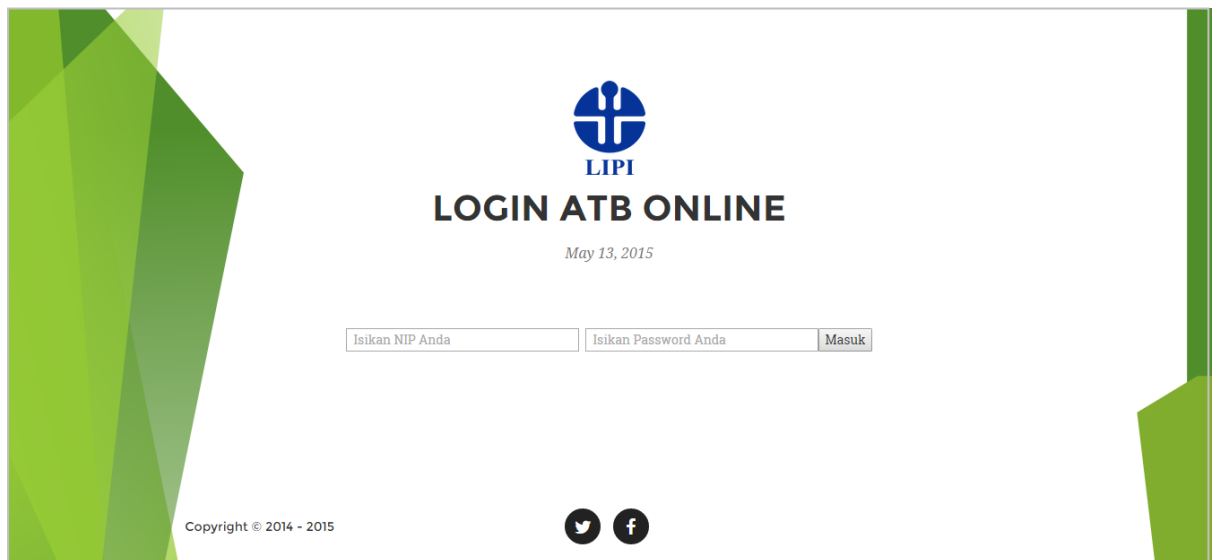 LIPI
LOGIN ATB ONLINE
May 13, 2015
Isikan NIP Anda Isikan Password Anda Masuk
Copyright © 2014 - 2015